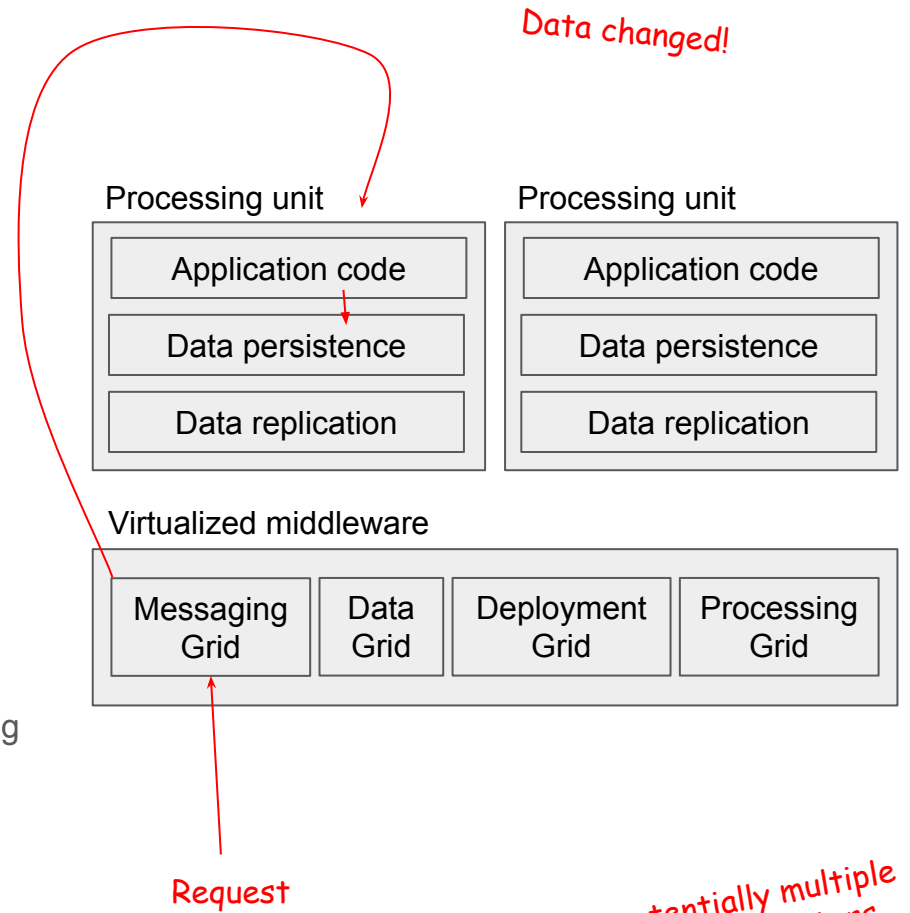 Data changed!
Processing unit
Processing unit
Application code
Application code
Data persistence
Data persistence
Data replication
Data replication
Virtualized middleware
Messaging
Grid
Data
Grid
Deployment
Grid
Processing
Grid
g
Request
tentially multiple